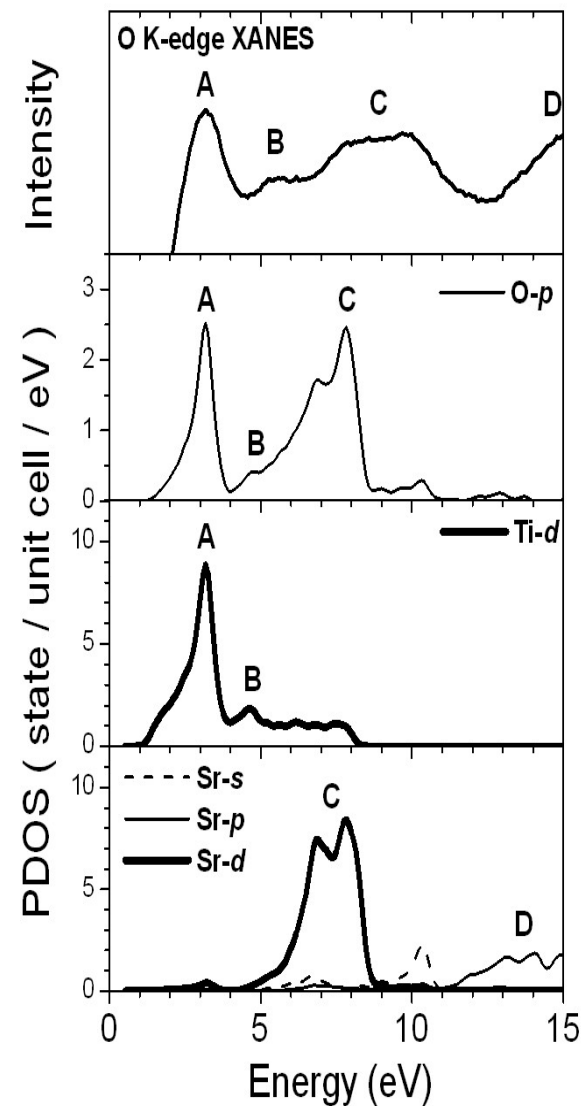 O K-edge XANES
A
B
C
D
Intensity
3
2
1
0
A
B
C
O-p
10
5
0
A
B
Ti-d
10
5
0
Sr-s
Sr-p
Sr-d
C
D
PDOS ( state / unit cell / eV )
0 5 10 15
Energy (eV)